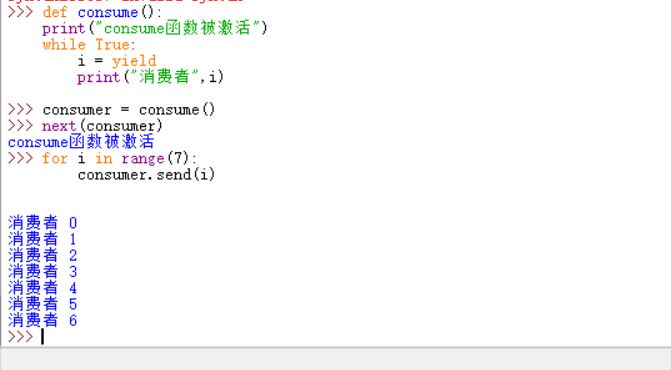 >>> def consume():
    print("consume函数被激活")
    while True:
        i = yield
        print("消费者",i)
>>> consumer = consume()
>>> next(consumer)
consume函数被激活
>>> for i in range(7):
        consumer.send(i)
消费者 0
消费者 1
消费者 2
消费者 3
消费者 4
消费者 5
消费者 6
>>>